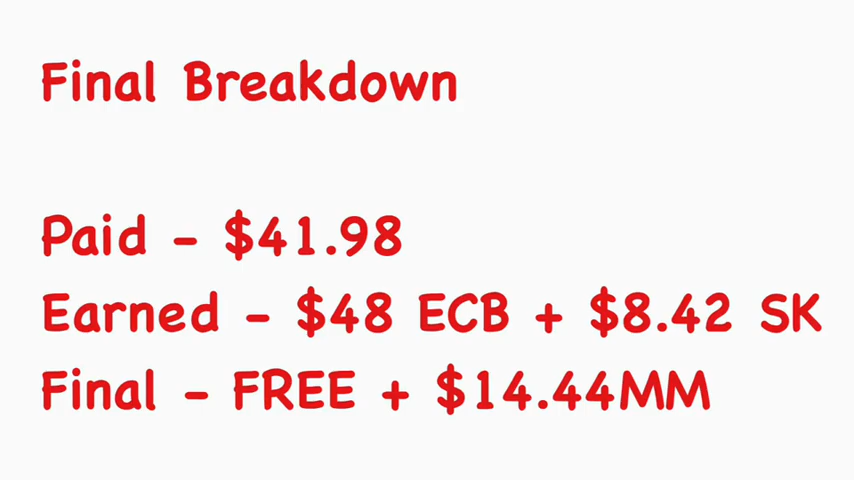 Final Breakdown
Paid - $41.98
Earned - $48 ECB + $8.42 SK
Final - FREE + $14.44MM